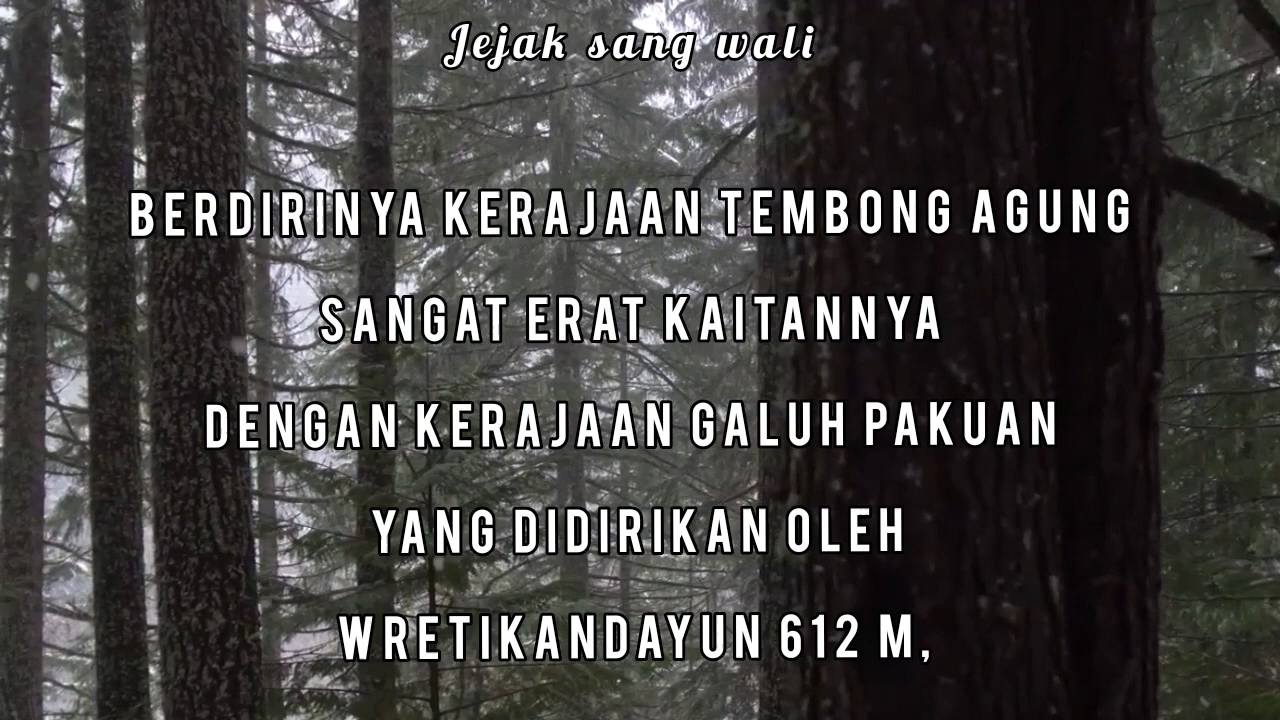 Jejak sang wali
BERDIRINYA KERAJAAN TEMBONG AGUNG
SANGAT ERAT KAITANNYA
DENGAN KERAJAAN GALUH PAKUAN
YANG DIDIRIKAN OLEH
WRETIKANDAYUN 612 M,